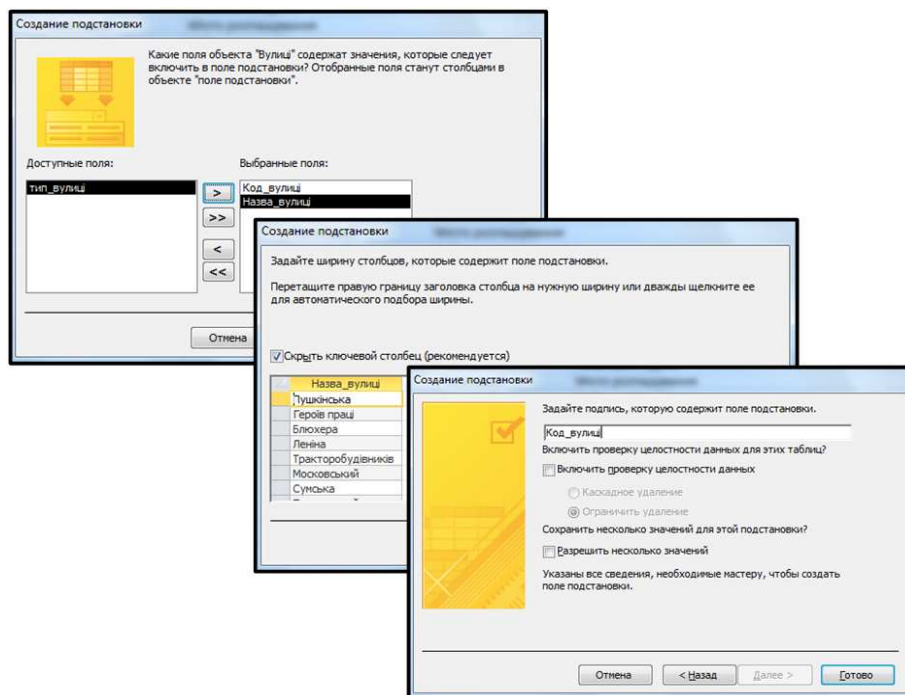 Создание подстановки
Какие поля объекта "Вулиці" содержат значения, которые следует
включить в поле подстановки? Отобранные поля станут столбцами в
объекте "поле подстановки".
Доступные поля:
Выбранные поля:
тип_вулиці
>
>>
<
<<
Код_вулиці
Назва_вулиці
Отмена
Создание подстановки
Задайте ширину столбцов, которые содержит поле подстановки.
Перетащите правую границу заголовка столбца на нужную ширину или дважды щелкните ее
для автоматического подбора ширины.
Скрыть ключевой столбец (рекомендуется)
Назва_вулиці
Пушкінська
Героїв праці
Блюхера
Леніна
Тракторобудівників
Московський
Сумська
Создание подстановки
Задайте подпись, которую содержит поле подстановки.
Код_вулиці
Включить проверку целостности данных для этих таблиц?
Включить проверку целостности данных
Каскадное удаление
Ограничить удаление
Сохранить несколько значений для этой подстановки?
Разрешить несколько значений
Указаны все сведения, необходимые мастеру, чтобы создать
поле подстановки.
Отмена
< Назад
Далее >
Готово